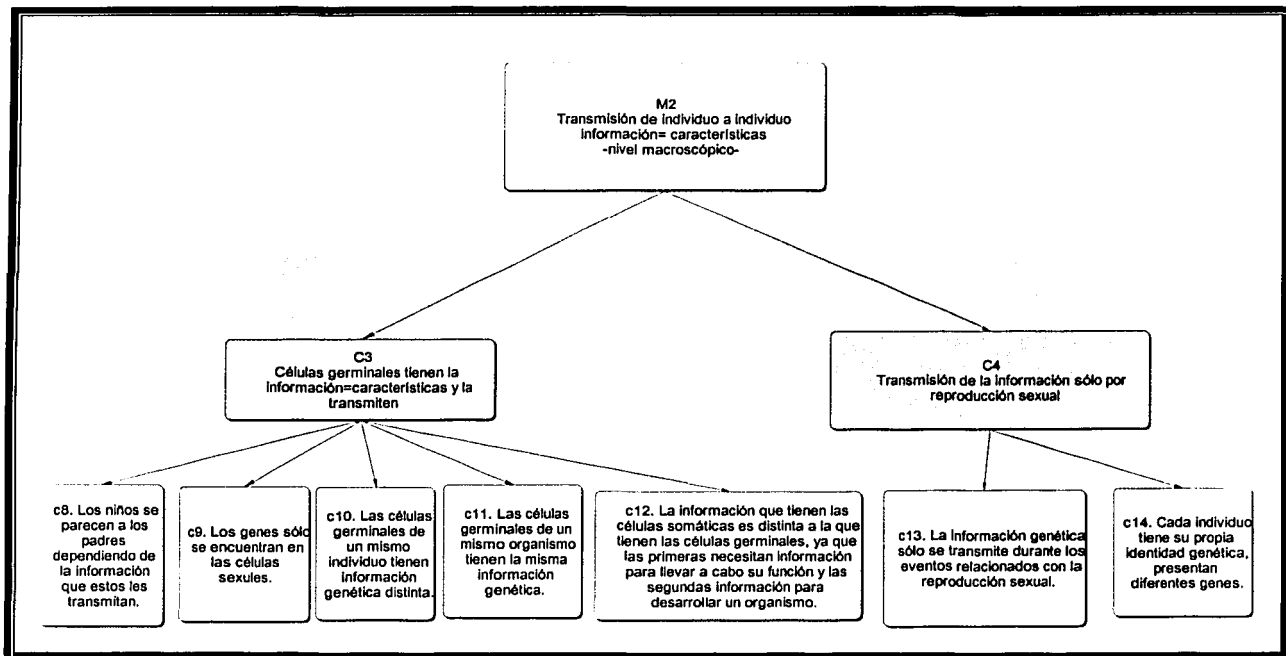 M2
Transmisión de individuo a individuo
información= características
-nivel macroscópico-
C3
Células germinales tienen la
información=características y la
transmiten
C4
Transmisión de la información sólo por
reproducción sexual
c8. Los niños se
parecen a los
padres
dependiendo de
la información
que estos les
transmitan.
c9. Los genes sólo
se encuentran en
las células
sexules.
c10. Las células
germinales de
un mismo
individuo tienen
información
genética distinta.
c11. Las células
germinales de un
mismo organismo
tienen la misma
información
genética.
c12. La información que tienen las
células somáticas es distinta a la que
tienen las células germinales, ya que
las primeras necesitan información
para llevar a cabo su función y las
segundas información para
desarrollar un organismo.
c13. La información genética
sólo se transmite durante los
eventos relacionados con la
reproducción sexual.
c14. Cada individuo
tiene su propia
identidad genética,
presentan
diferentes genes.